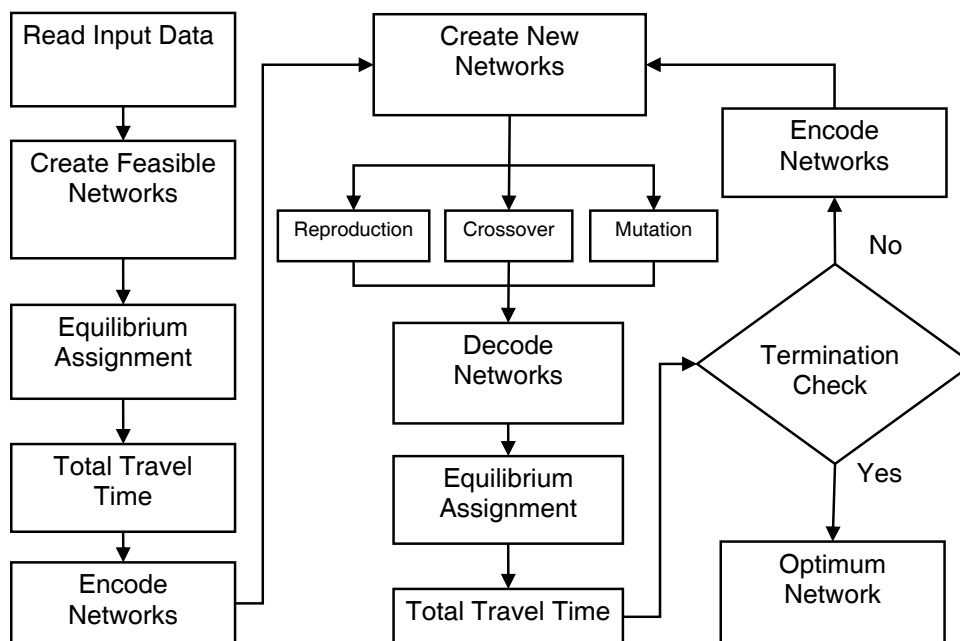 Read Input Data
Create Feasible
Networks
Equilibrium
Assignment
Total Travel
Time
Encode
Networks
Create New
Networks
Reproduction
Crossover
Mutation
Decode
Networks
Equilibrium
Assignment
Total Travel Time
Encode
Networks
No
Termination
Check
Yes
Optimum
Network